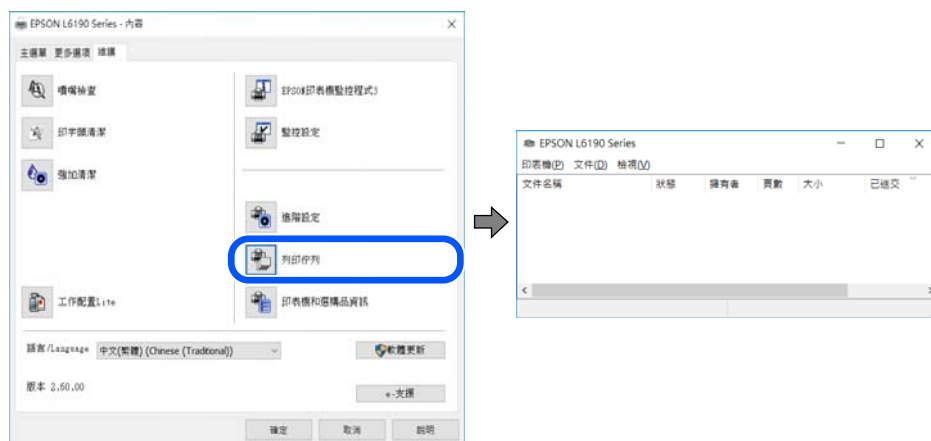 EPSON L6190 Series - 內容
主選單 更多選項 維護
噴嘴檢查
EPSON印表機監控程式3
印字頭清潔
監控設定
強力清潔
進階設定
列印佇列
工作配置Lite
印表機和選購品資訊
語言/Language 中文(繁體) (Chinese (Traditional))
軟體更新
版本 2.60.00
e-支援
確定 取消 說明
EPSON L6190 Series
印表機(P) 文件(D) 檢視(V)
文件名稱 狀態 擁有者 頁數 大小 已送交